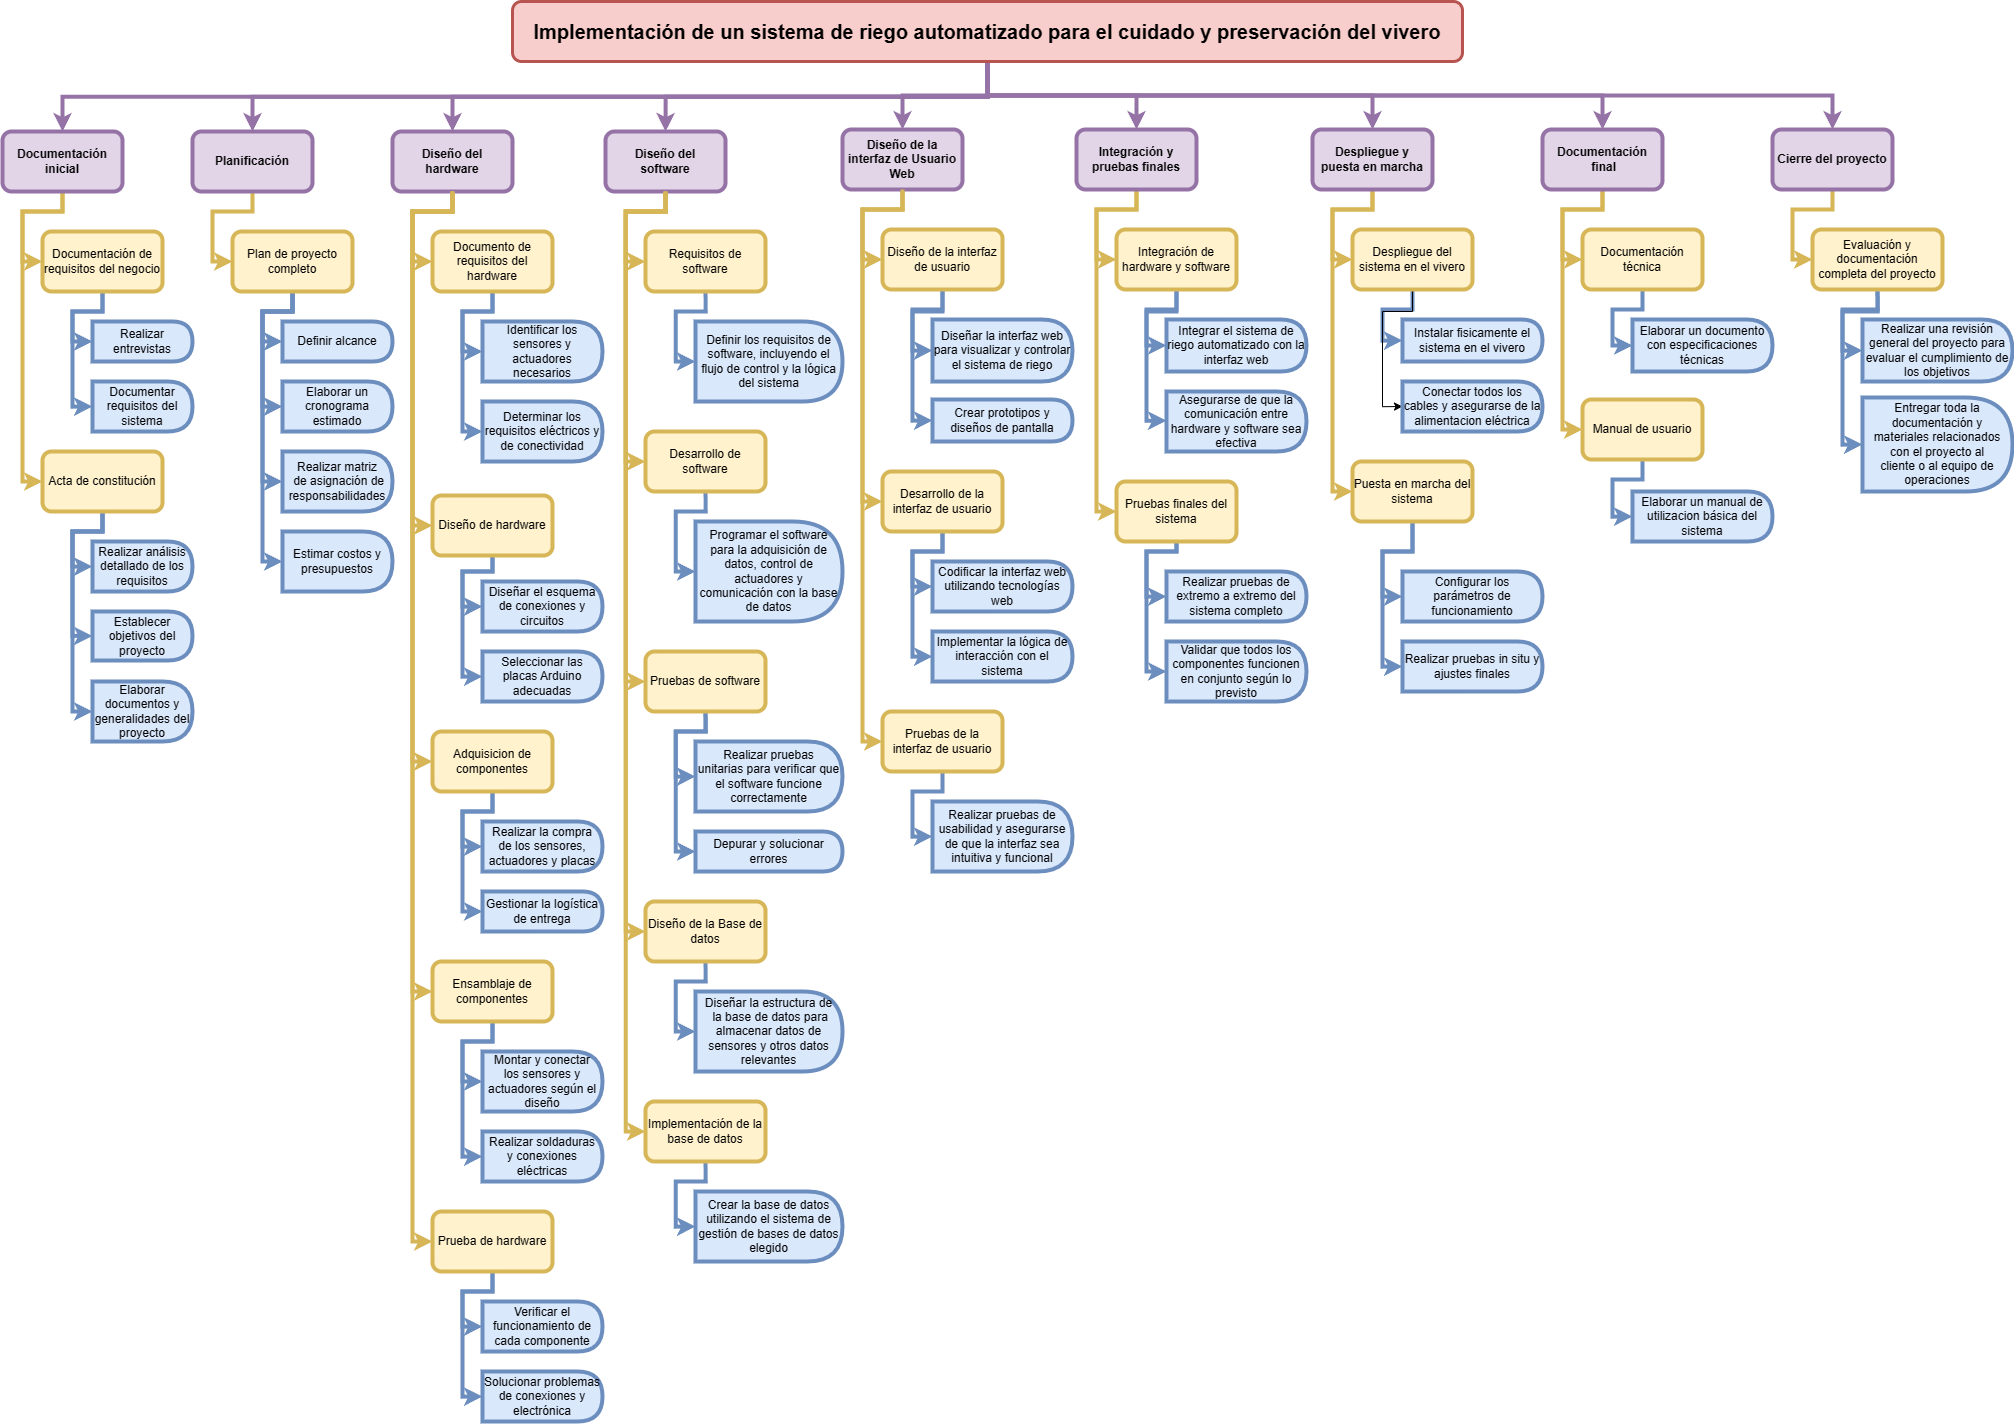 Implementación de un sistema de riego automatizado para el cuidado y preservación del vivero
Documentación
inicial
Documentación de
requisitos del negocio
Realizar
entrevistas
Documentar
requisitos del
sistema
Acta de constitución
Realizar análisis
detallado de los
requisitos
Establecer
objetivos del
proyecto
Elaborar
documentos y
generalidades del
proyecto
Planificación
Plan de proyecto
completo
Definir alcance
Elaborar un
cronograma
estimado
Realizar matriz
de asignación de
responsabilidades
Estimar costos y
presupuestos
Diseño del
hardware
Documento de
requisitos del
hardware
Identificar los
sensores y
actuadores
necesarios
Determinar los
requisitos eléctricos y
de conectividad
Diseño de hardware
Diseñar el esquema
de conexiones y
circuitos
Seleccionar las
placas Arduino
adecuadas
Adquisicion de
componentes
Realizar la compra
de los sensores,
actuadores y placas
Gestionar la logística
de entrega
Ensamblaje de
componentes
Montar y conectar
los sensores y
actuadores según el
diseño
Realizar soldaduras
y conexiones
eléctricas
Prueba de hardware
Verificar el
funcionamiento de
cada componente
Solucionar problemas
de conexiones y
electrónica
Diseño del
software
Requisitos de
software
Definir los requisitos de
software, incluyendo el
flujo de control y la lógica
del sistema
Desarrollo de
software
Programar el software
para la adquisición de
datos, control de
actuadores y
comunicación con la base
de datos
Pruebas de software
Realizar pruebas
unitarias para verificar que
el software funcione
correctamente
Depurar y solucionar
errores
Diseño de la Base de
datos
Diseñar la estructura de
la base de datos para
almacenar datos de
sensores y otros datos
relevantes
Implementación de la
base de datos
Crear la base de datos
utilizando el sistema de
gestión de bases de datos
elegido
Diseño de la
interfaz de Usuario
Web
Diseño de la interfaz
de usuario
Diseñar la interfaz web
para visualizar y controlar
el sistema de riego
Crear prototipos y
diseños de pantalla
Desarrollo de la
interfaz de usuario
Codificar la interfaz web
utilizando tecnologías
web
Implementar la lógica de
interacción con el
sistema
Pruebas de la
interfaz de usuario
Realizar pruebas de
usabilidad y asegurarse
de que la interfaz sea
intuitiva y funcional
Integración y
pruebas finales
Integración de
hardware y software
Integrar el sistema de
riego automatizado con la
interfaz web
Asegurarse de que la
comunicación entre
hardware y software sea
efectiva
Pruebas finales del
sistema
Realizar pruebas de
extremo a extremo del
sistema completo
Validar que todos los
componentes funcionen
en conjunto según lo
previsto
Despliegue y
puesta en marcha
Despliegue del
sistema en el vivero
Instalar fisicamente el
sistema en el vivero
Conectar todos los
cables y asegurarse de la
alimentacion eléctrica
Puesta en marcha del
sistema
Configurar los
parámetros de
funcionamiento
Realizar pruebas in situ y
ajustes finales
Documentación
final
Documentación
técnica
Elaborar un documento
con especificaciones
técnicas
Manual de usuario
Elaborar un manual de
utilizacion básica del
sistema
Cierre del proyecto
Evaluación y
documentación
completa del proyecto
Realizar una revisión
general del proyecto para
evaluar el cumplimiento de
los objetivos
Entregar toda la
documentación y
materiales relacionados
con el proyecto al
cliente o al equipo de
operaciones